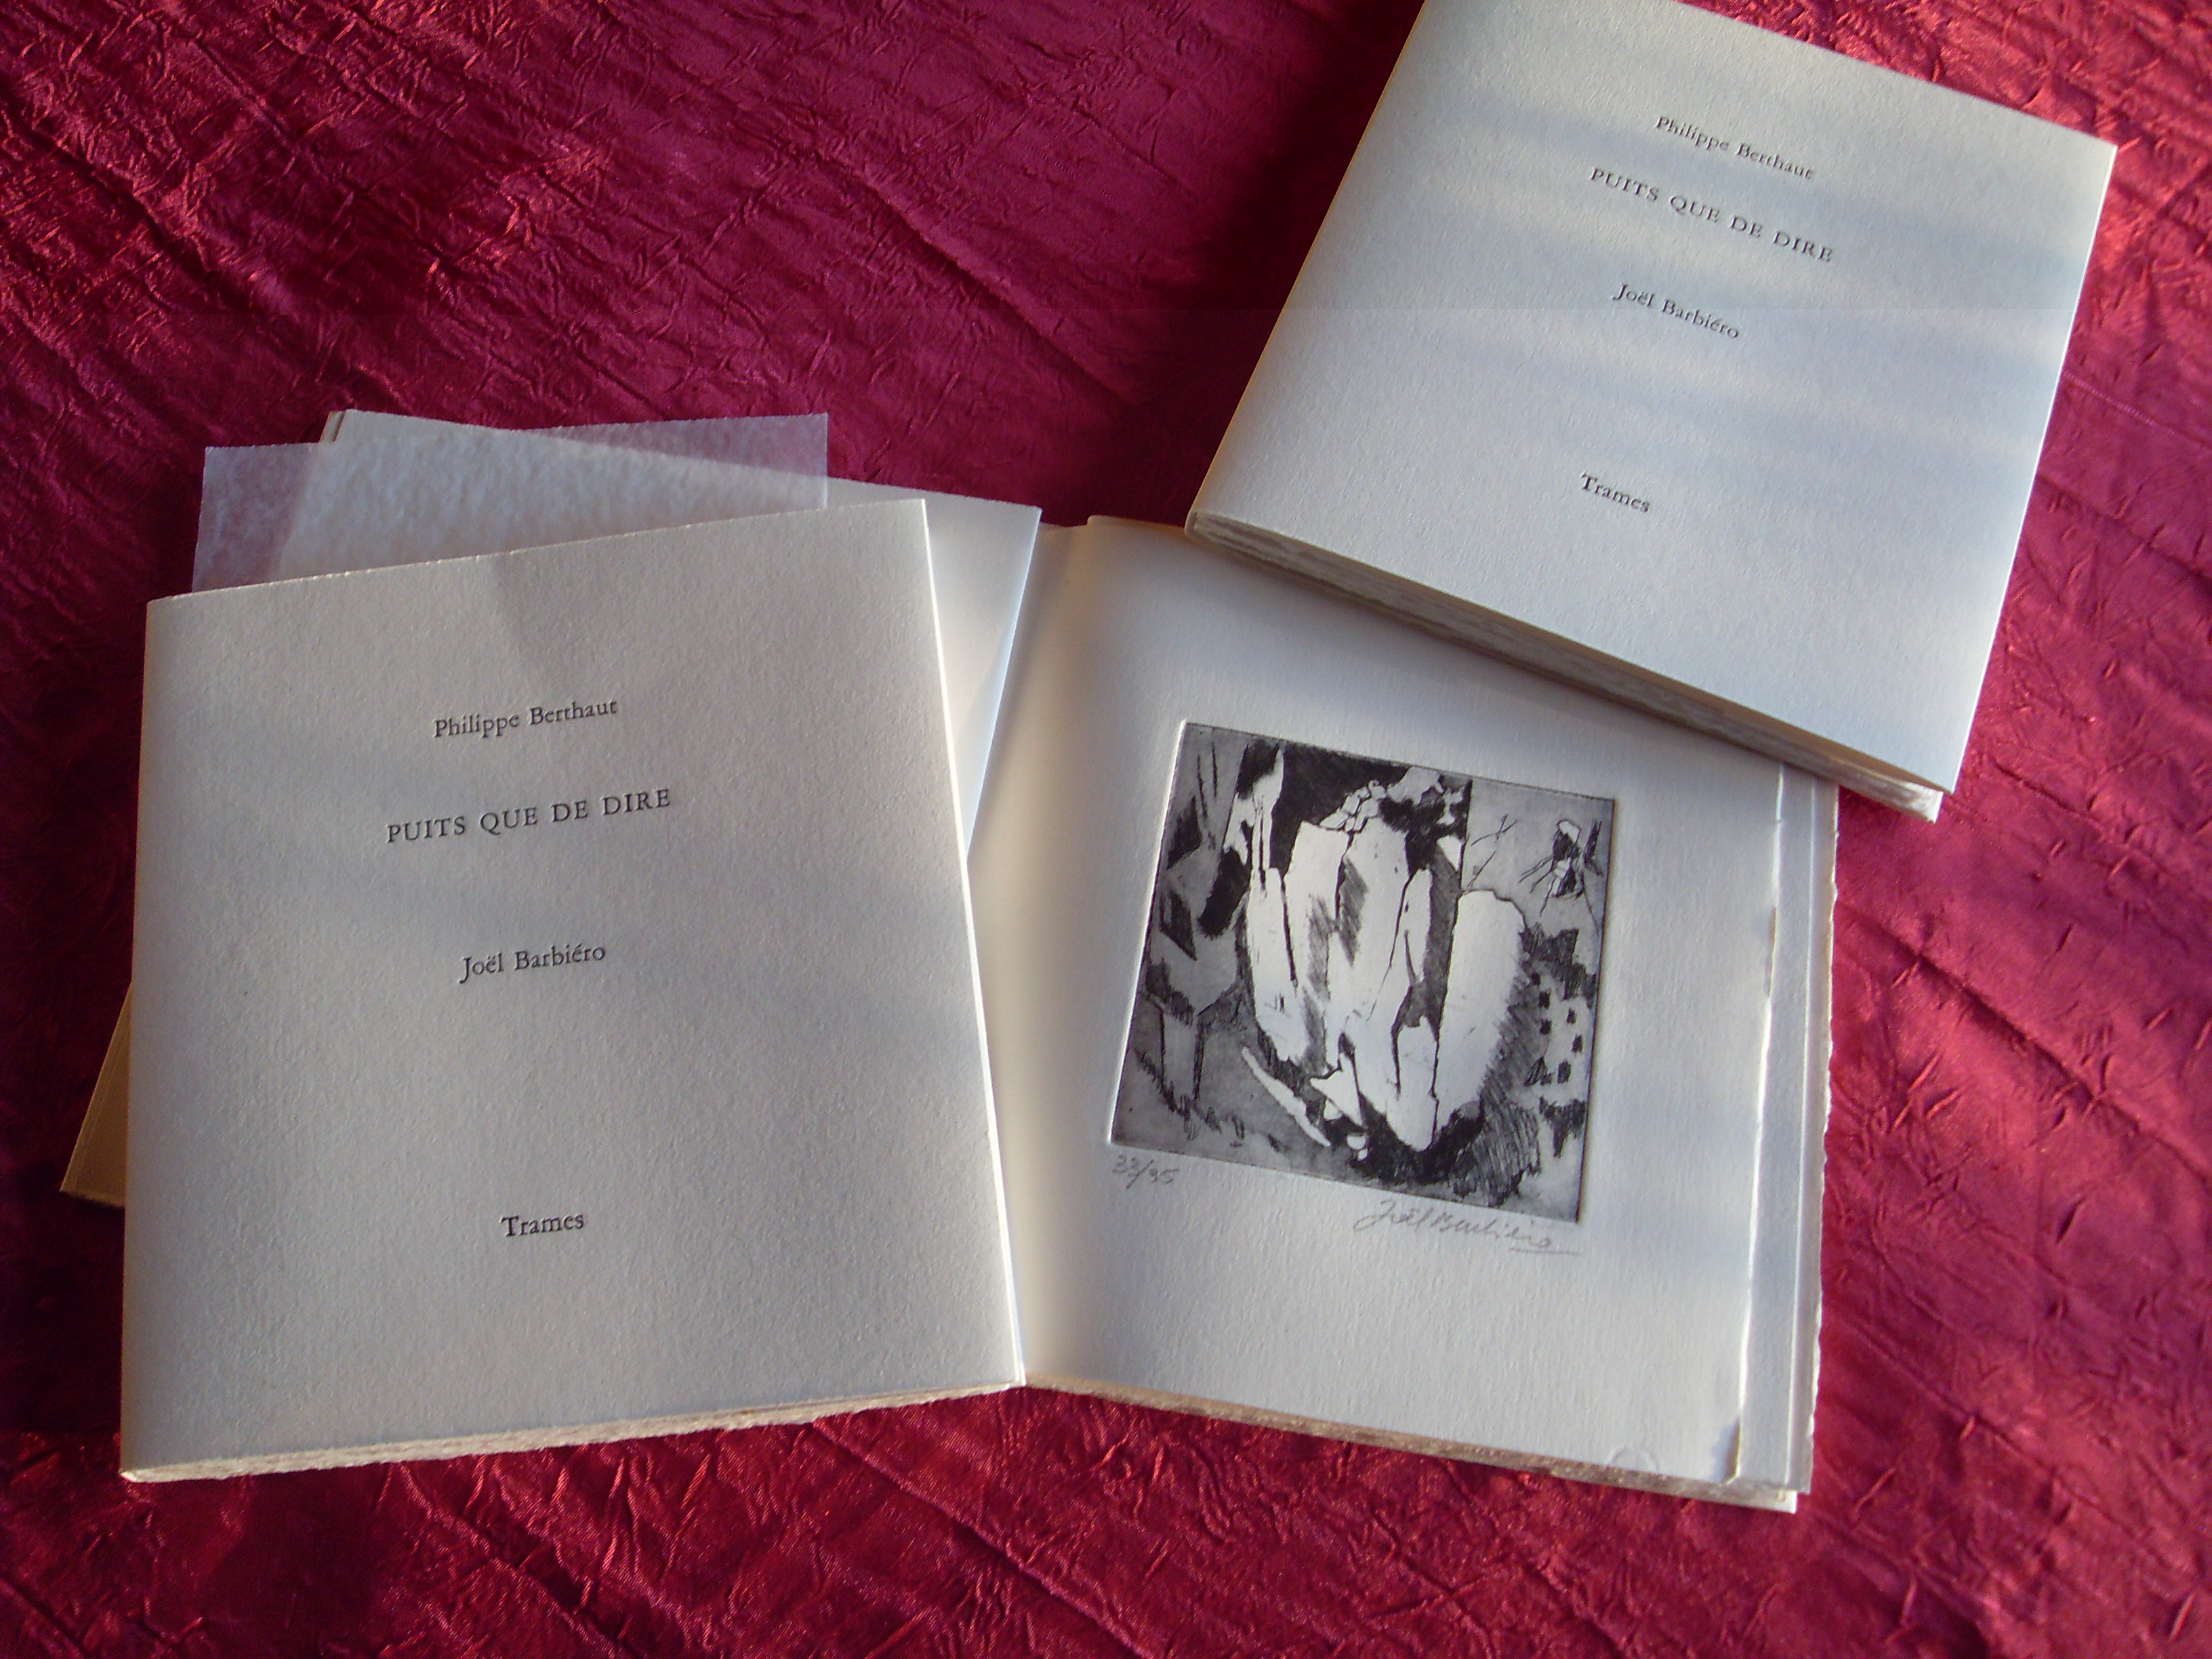 Philippe Berthaut
PUITS QUE DE DIRE
Joël Barbiéro
Trames
Philippe Berthaut
PUITS QUE DE DIRE
Joël Barbiéro
Trames
33/35
Joël Barbiéro